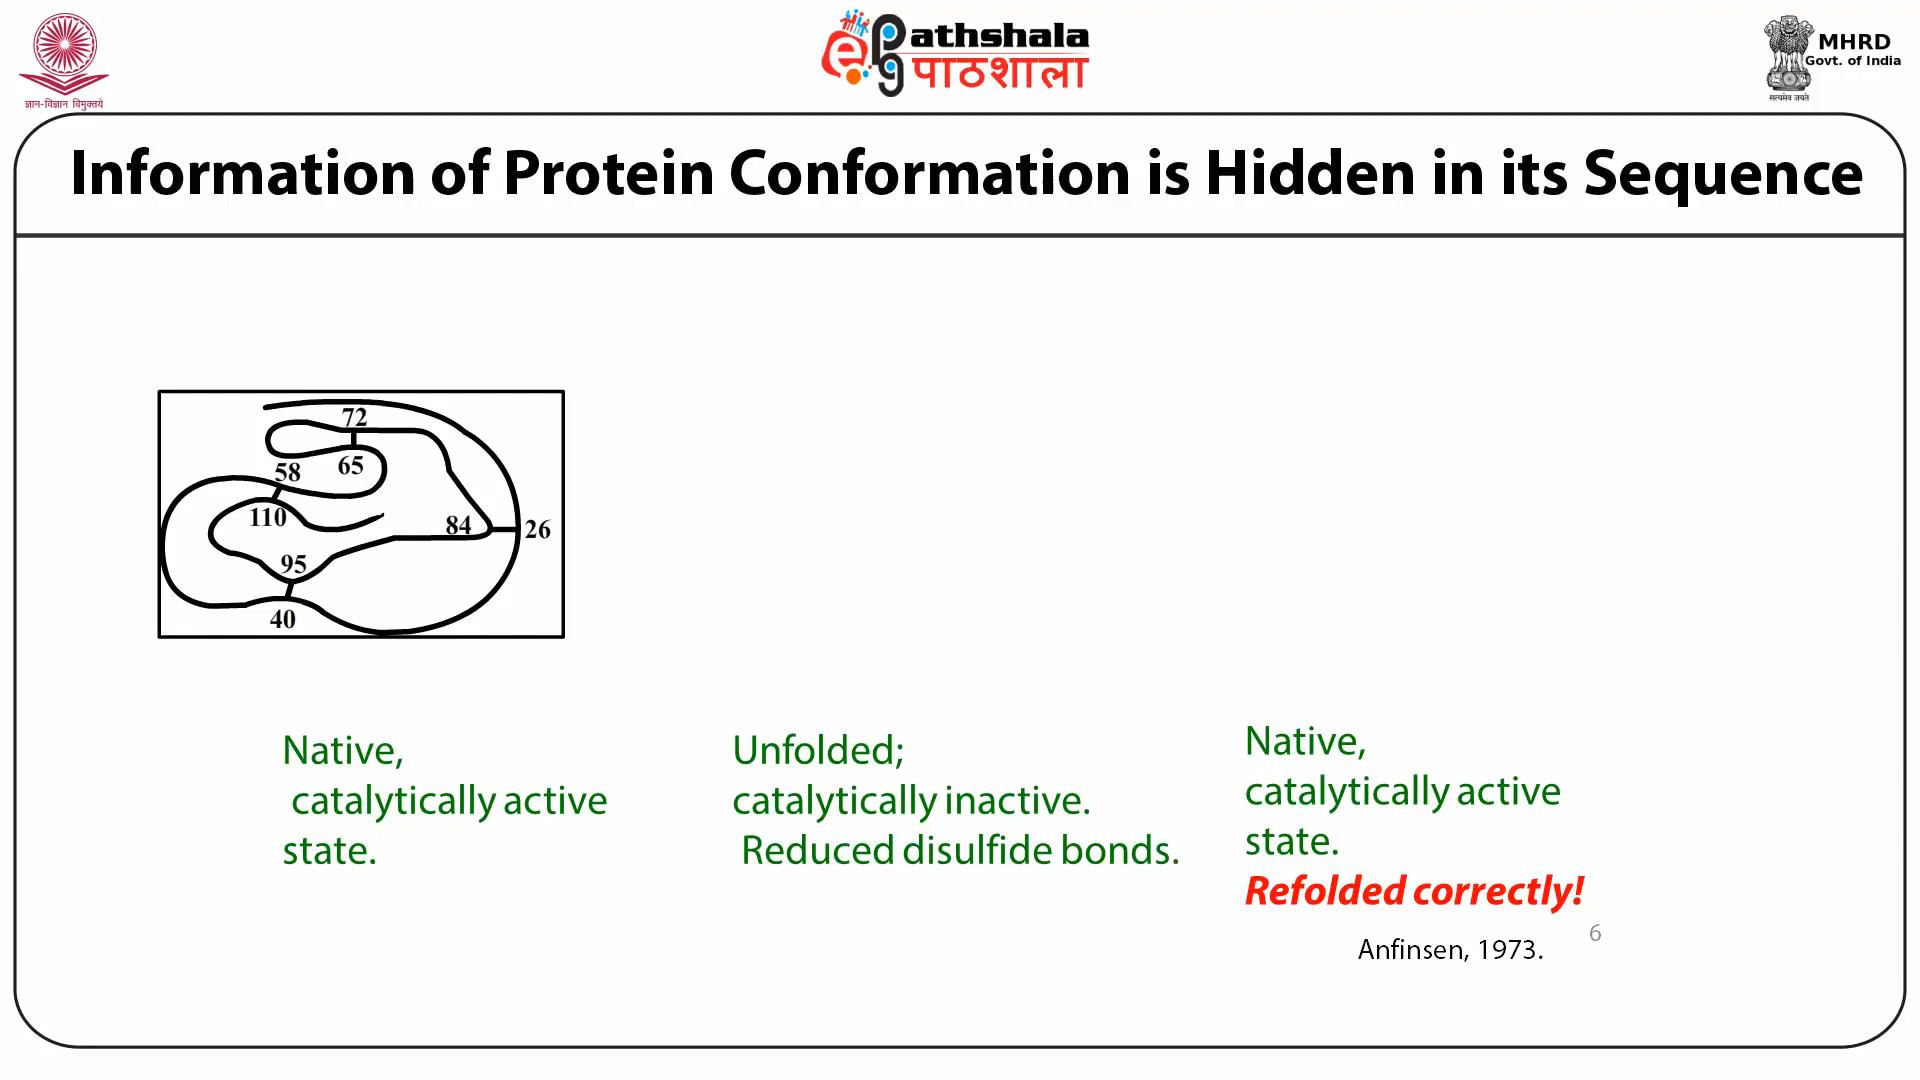 ज्ञान-विज्ञान विमुक्तये
ePG
athshala
पाठशाला
MHRD
Govt. of India
सत्यमेव जयते
Information of Protein Conformation is Hidden in its Sequence
72
58
65
110
84
26
95
40
Native,
catalytically active
state.
Unfolded;
catalytically inactive.
Reduced disulfide bonds.
Native,
catalytically active
state.
Refolded correctly!
6
Anfinsen, 1973.